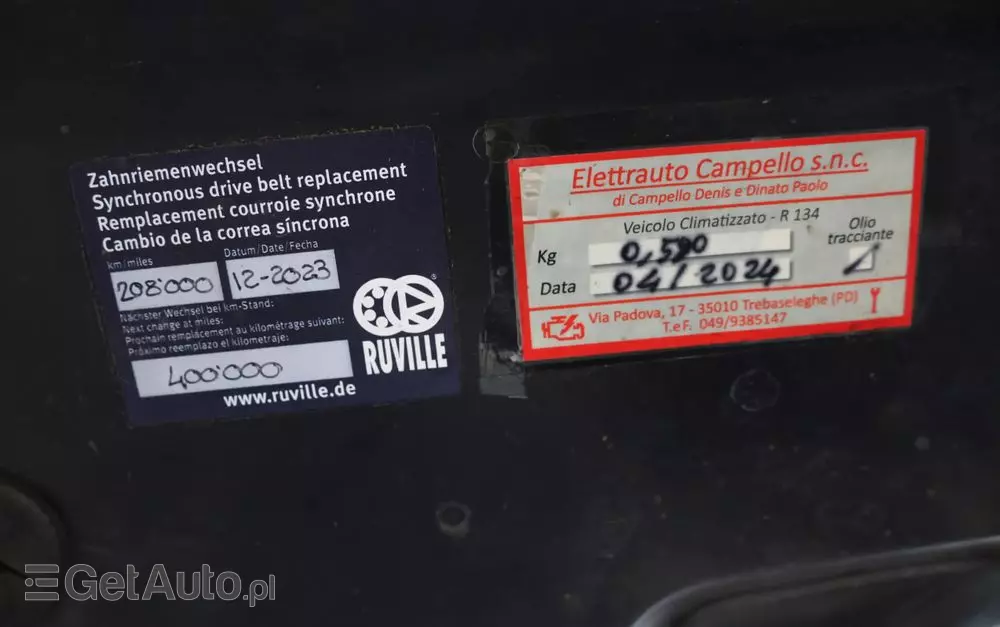 Zahnriemenwechsel
Synchronous drive belt replacement
Remplacement courroie synchrone
Cambio de la correa síncrona
km/miles
Datum/Date/Fecha
208'000
12-2023
Nächster Wechsel bei km-Stand:
Next change at miles:
Prochain remplacement au kilométrage suivant:
Próximo reemplazo el kilometraje:
400'000
www.ruville.de
RUVILLE
Elettrauto Campello s.n.c.
di Campello Denis e Dinato Paolo
Veicolo Climatizzato - R 134
Kg 0,590
Olio
tracciante
Data 04/2024
Via Padova, 17 - 35010 Trebaseleghe (PD)
T.eF. 049/9385147
GetAuto.pl